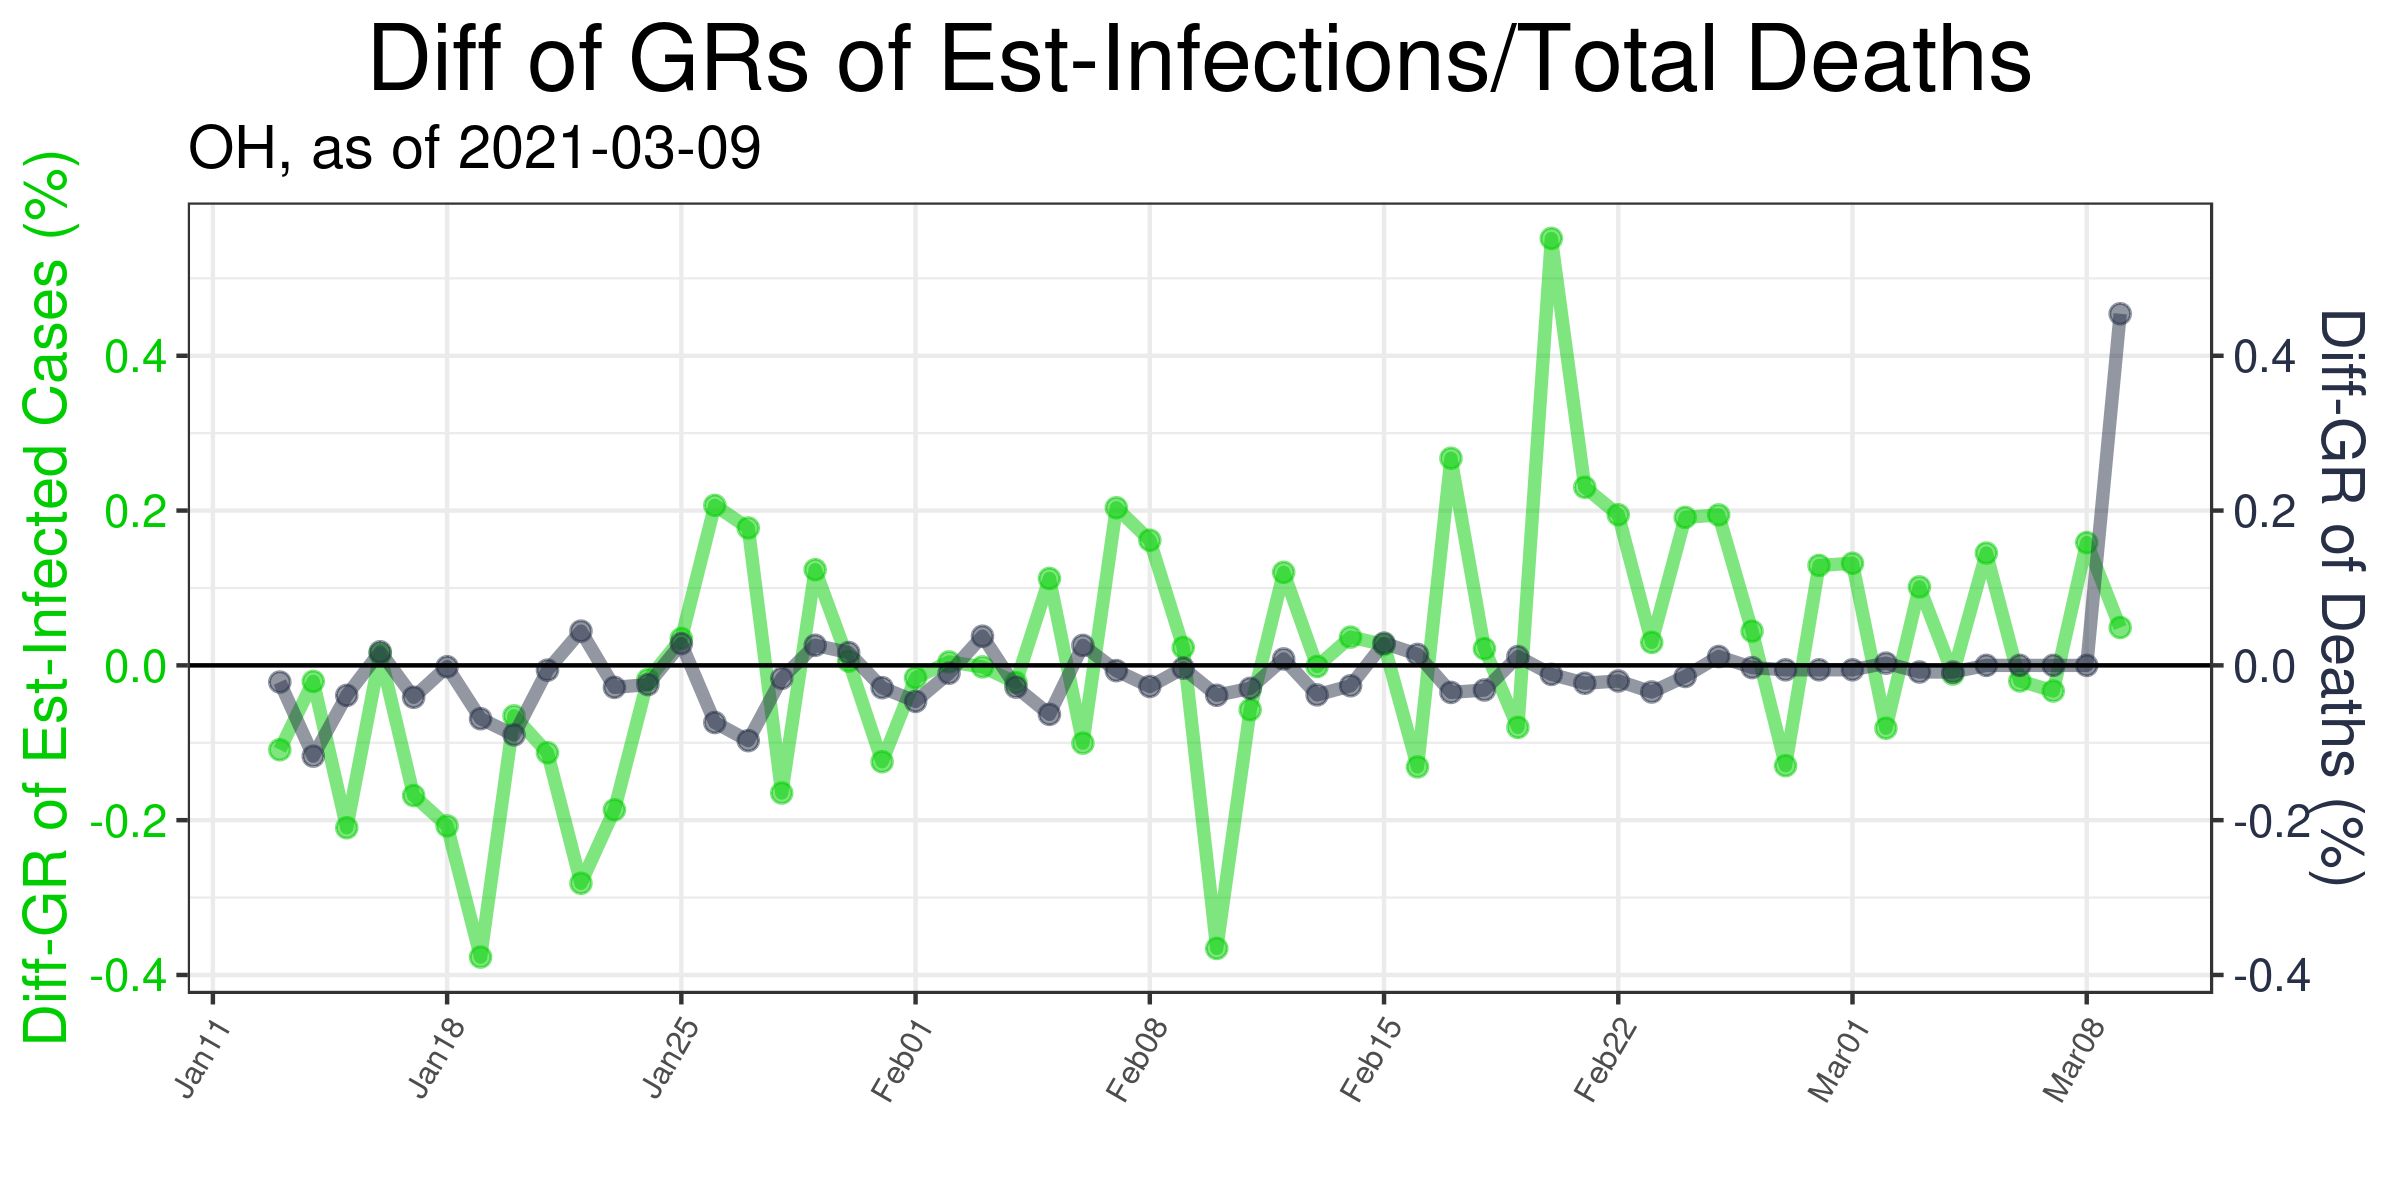 Diff of GRs of Est-Infections/Total Deaths
OH, as of 2021-03-09
Diff-GR of Est-Infected Cases (%)
0.4
0.2
0.0
-0.2
-0.4
0.4
0.2
0.0
-0.2
-0.4
Diff-GR of Deaths (%)
Jan11
Jan18
Jan25
Feb01
Feb08
Feb15
Feb22
Mar01
Mar08